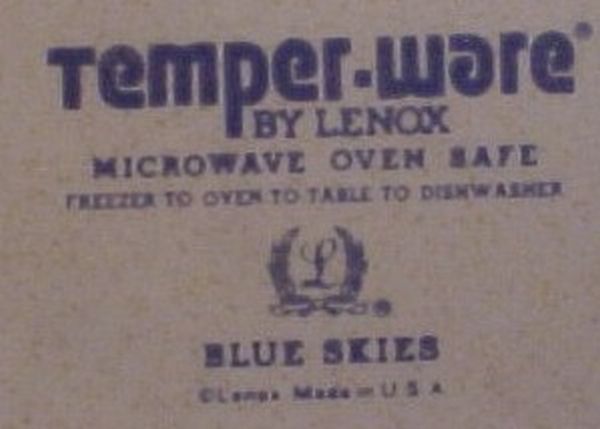 Temper-ware®
BY LENOX
MICROWAVE OVEN SAFE
FREEZER TO OVEN TO TABLE TO DISHWASHER
L ®
BLUE SKIES
©Lenox Made in U S A